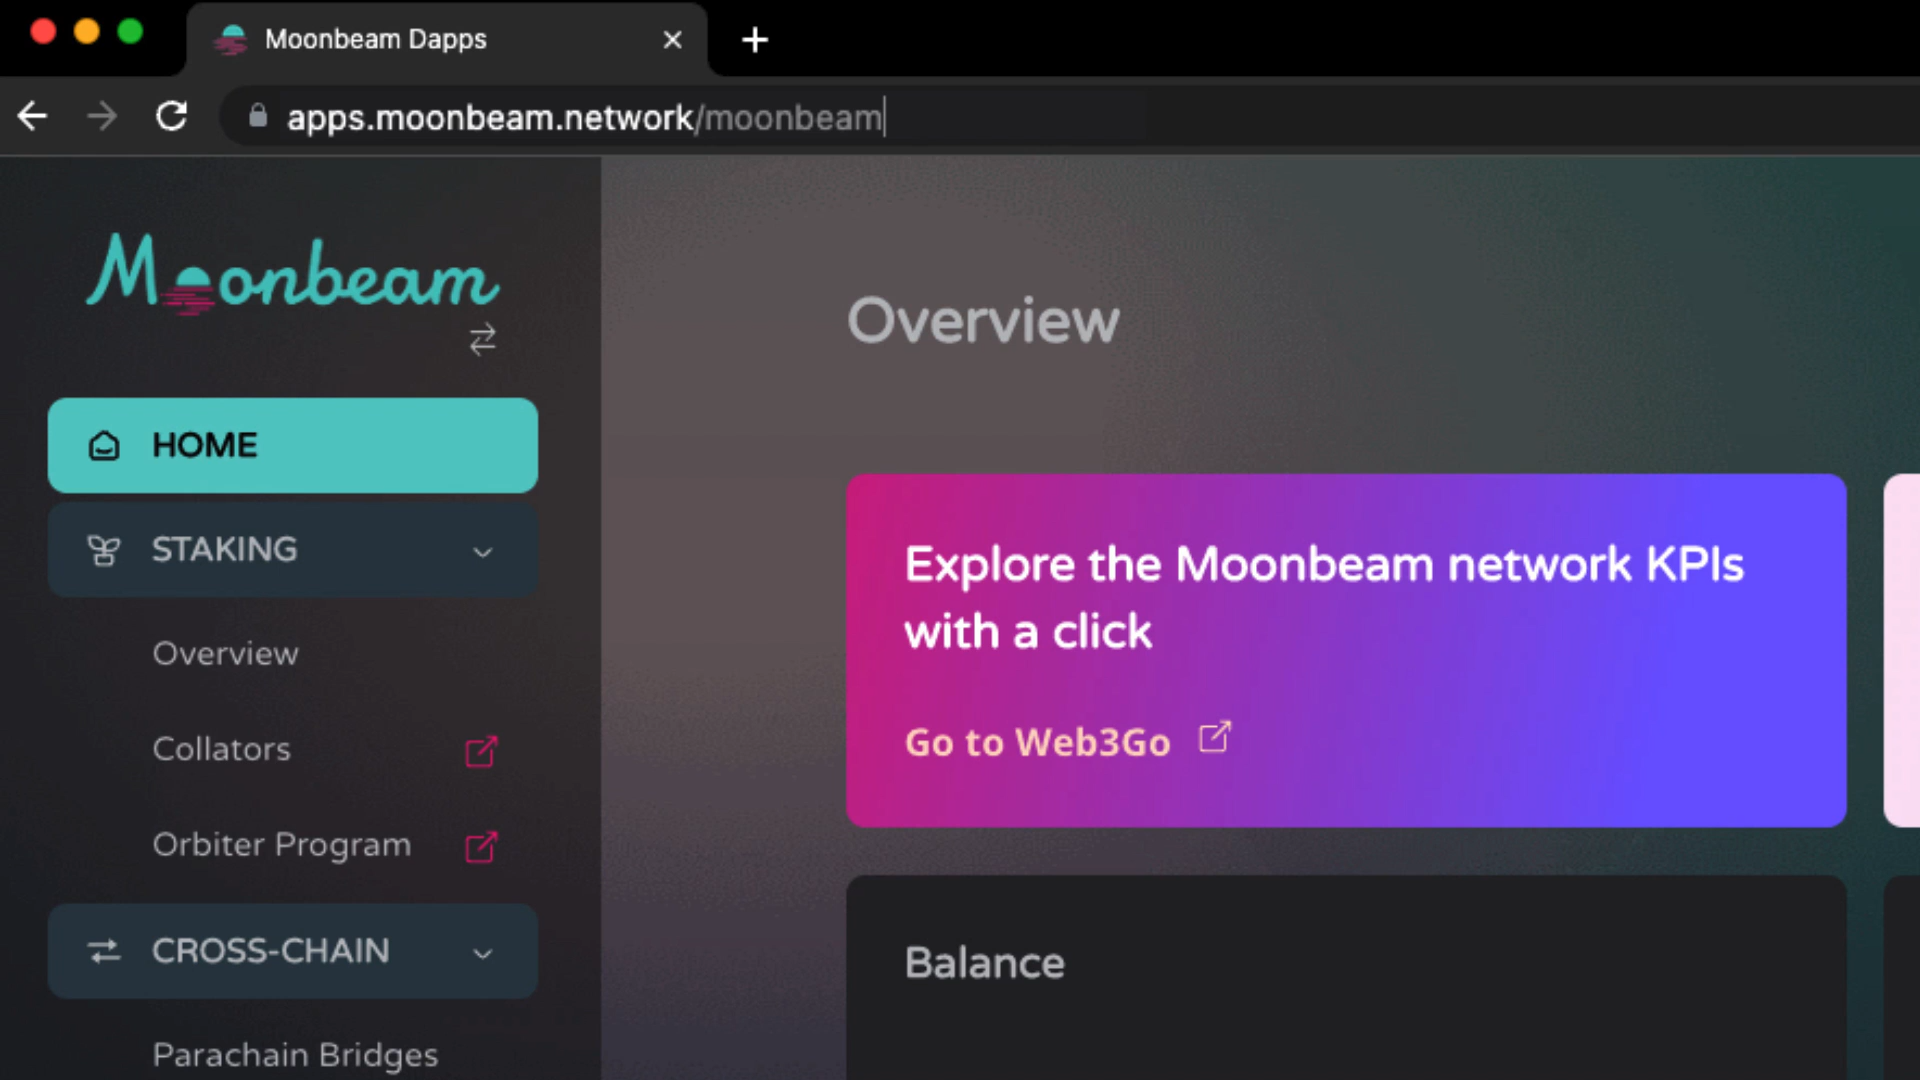 Moonbeam Dapps
apps.moonbeam.network/moonbeam
Moonbeam
HOME
STAKING
Overview
Collators
Orbiter Program
CROSS-CHAIN
Parachain Bridges
Overview
Explore the Moonbeam network KPIs
with a click
Go to Web3Go
Balance